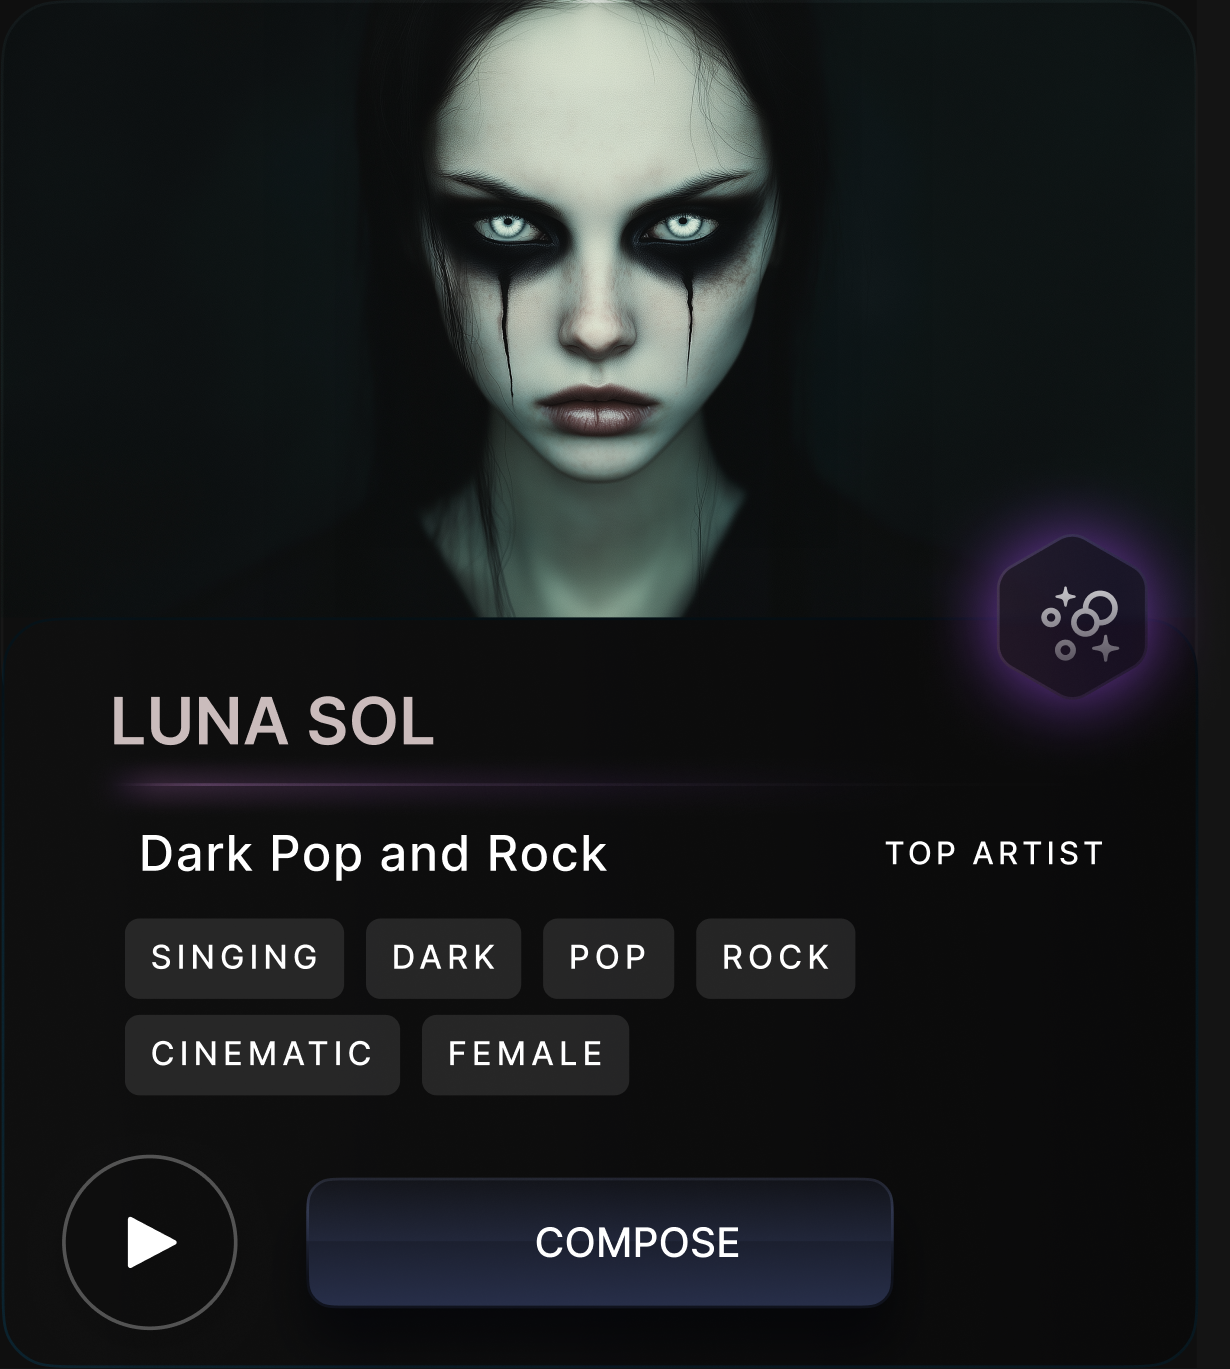 LUNA SOL
Dark Pop and Rock
TOP ARTIST
SINGING DARK POP ROCK
CINEMATIC FEMALE
COMPOSE